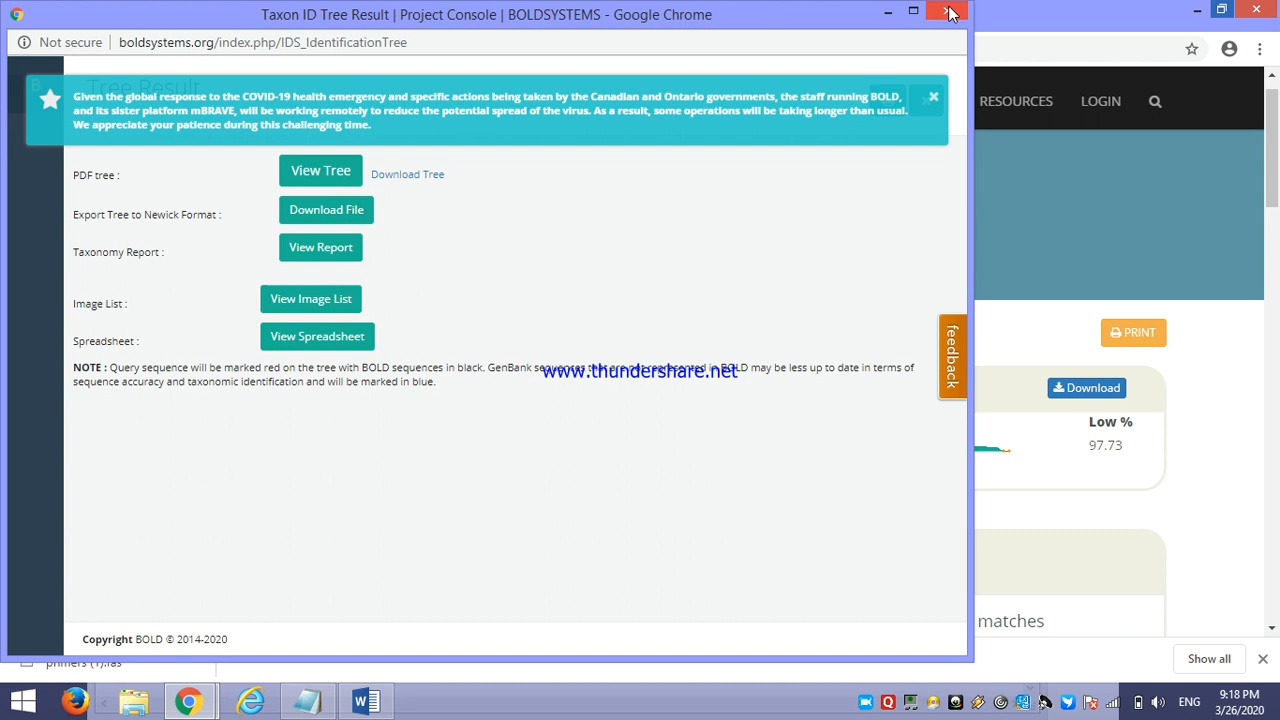 Taxon ID Tree Result | Project Console | BOLDSYSTEMS - Google Chrome
Not secure boldsystems.org/index.php/IDS_IdentificationTree
Tree Result
Given the global response to the COVID-19 health emergency and specific actions being taken by the Canadian and Ontario governments, the staff running BOLD,
and its sister platform mBRAVE, will be working remotely to reduce the potential spread of the virus. As a result, some operations will be taking longer than usual.
We appreciate your patience during this challenging time.
RESOURCES LOGIN
PDF tree : View Tree Download Tree
Export Tree to Newick Format : Download File
Taxonomy Report : View Report
Image List : View Image List
Spreadsheet : View Spreadsheet
NOTE : Query sequence will be marked red on the tree with BOLD sequences in black. GenBank sequences that are not represented in BOLD may be less up to date in terms of
sequence accuracy and taxonomic identification and will be marked in blue.
www.thundershare.net
feedback
PRINT
Download
Low %
97.73
matches
Copyright BOLD © 2014-2020
primers (1).fas
Show all
ENG
9:18 PM
3/26/2020